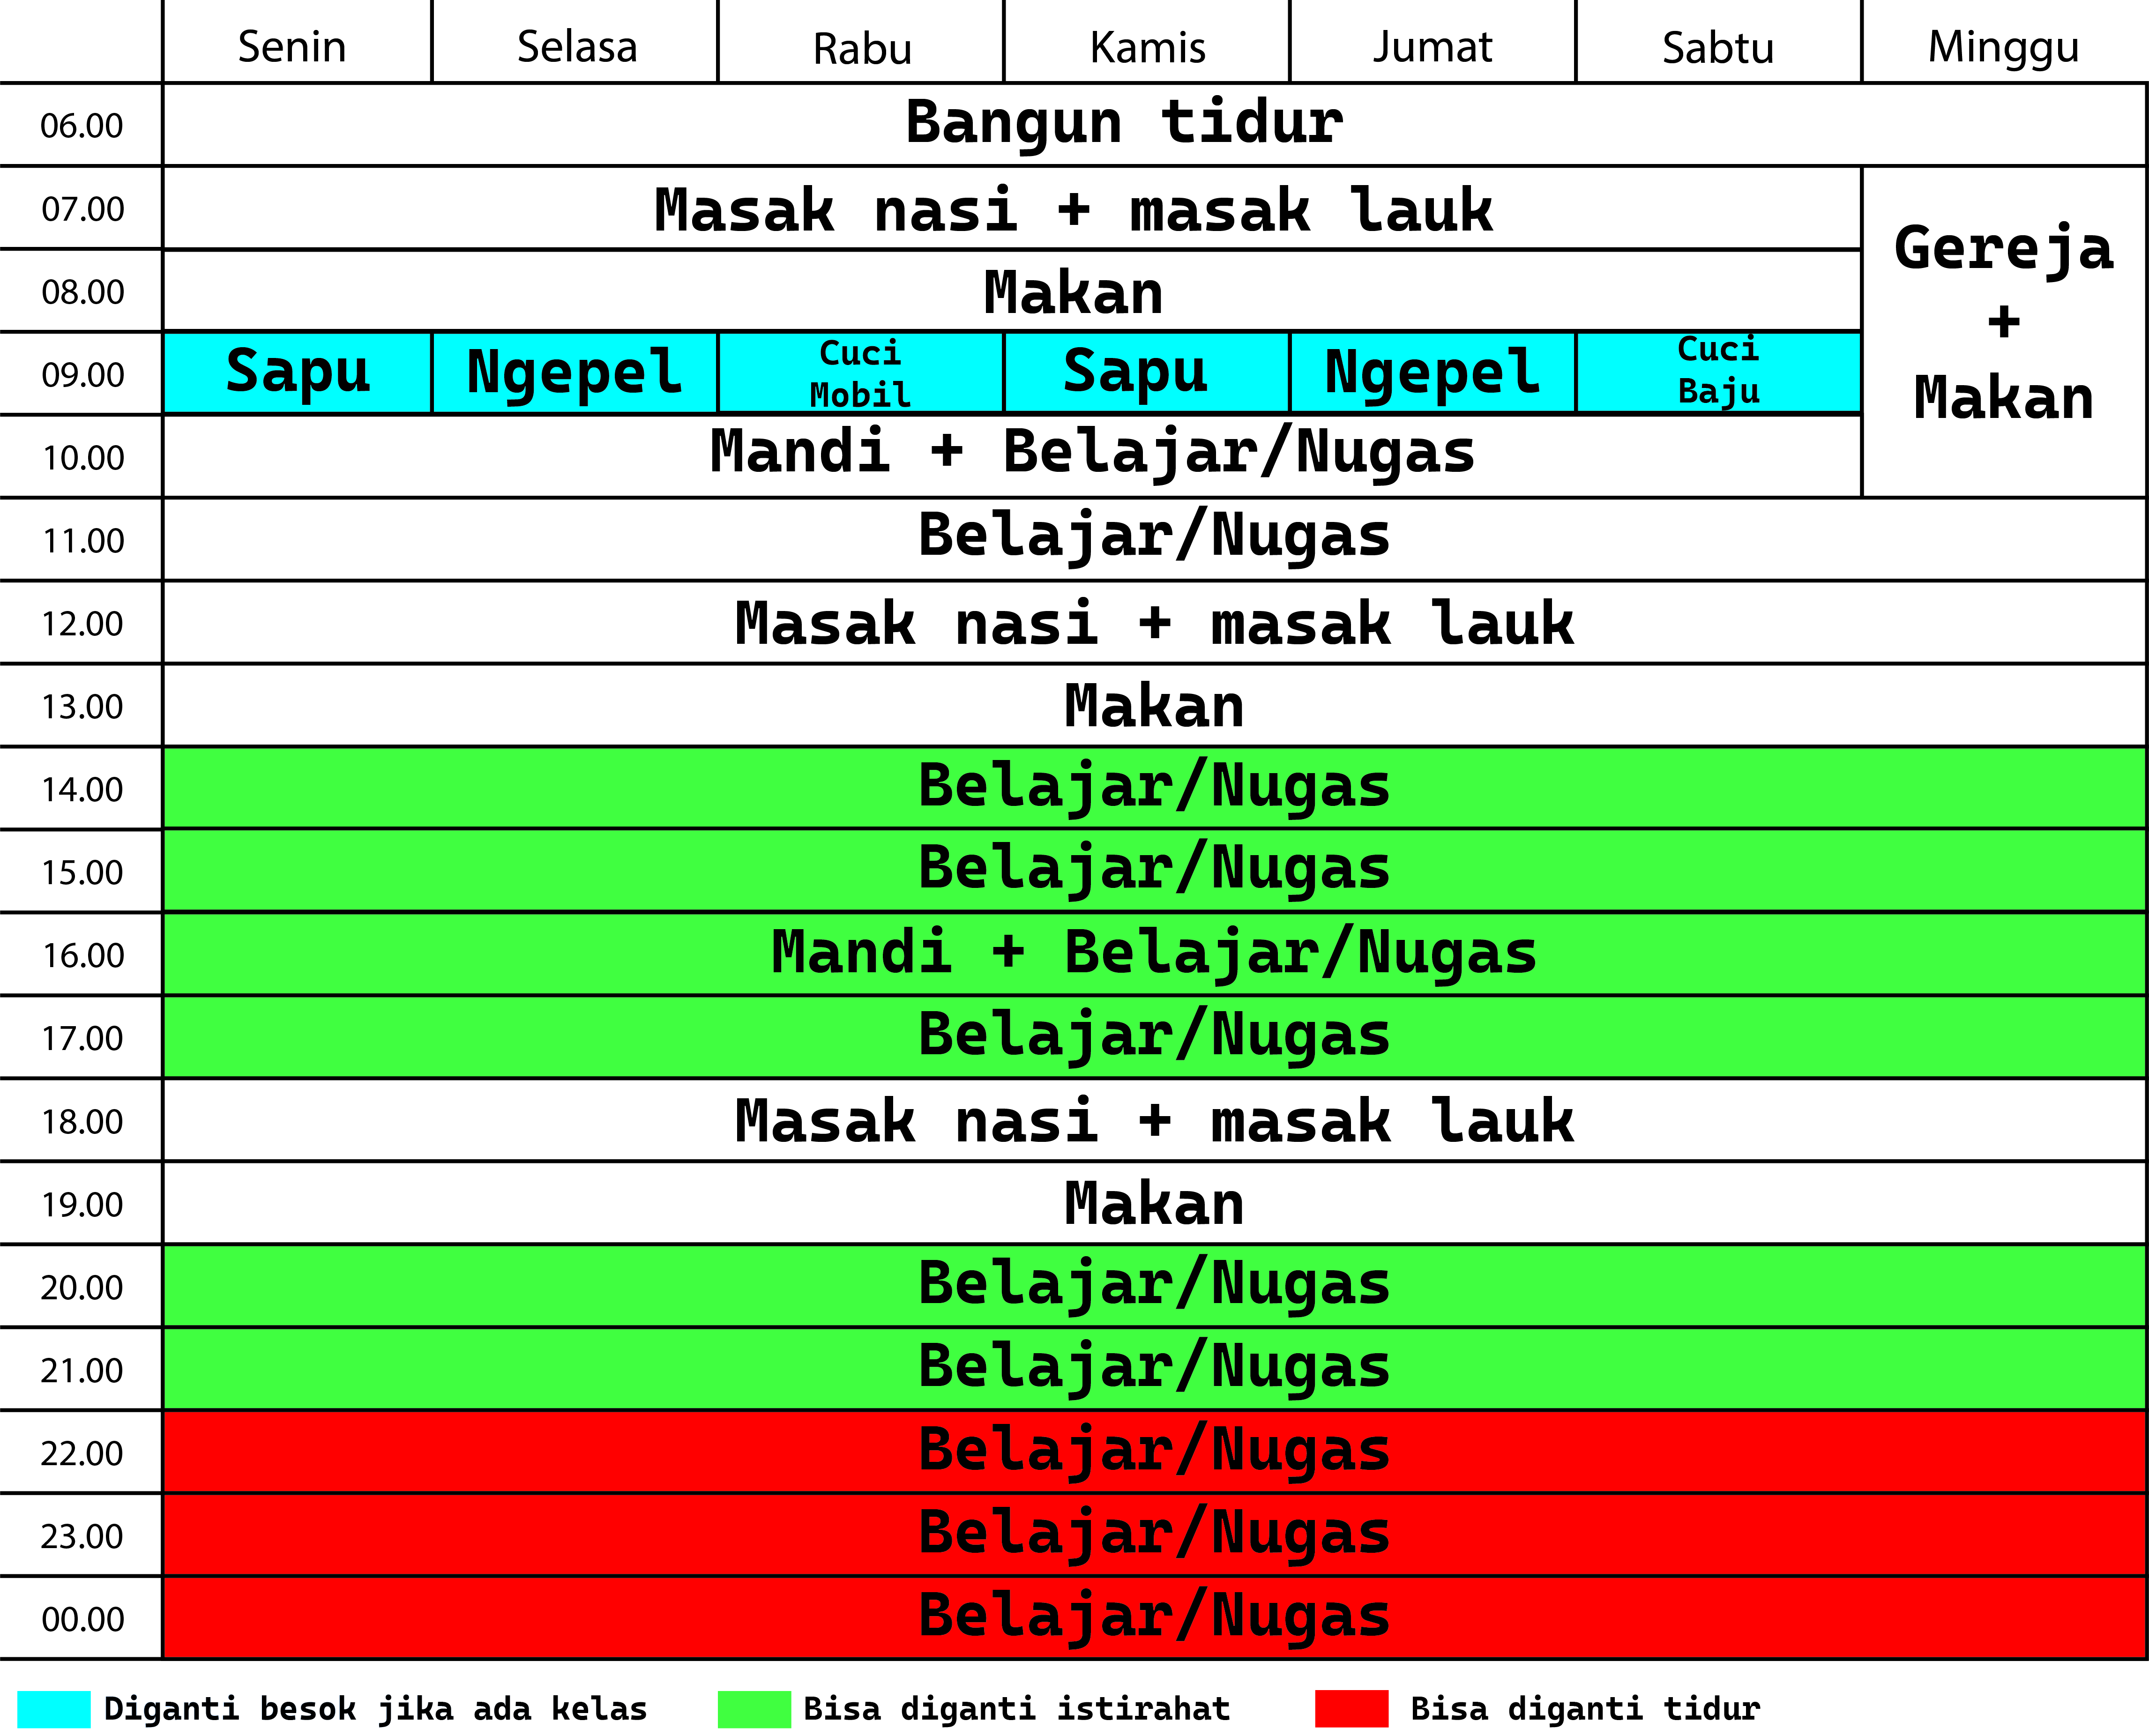 Senin Selasa Rabu Kamis Jumat Sabtu Minggu
06.00 Bangun tidur
07.00 Masak nasi + masak lauk
Gereja
+
Makan
08.00 Makan
09.00 Sapu Ngepel Cuci Mobil Sapu Ngepel Cuci Baju
10.00 Mandi + Belajar/Nugas
11.00 Belajar/Nugas
12.00 Masak nasi + masak lauk
13.00 Makan
14.00 Belajar/Nugas
15.00 Belajar/Nugas
16.00 Mandi + Belajar/Nugas
17.00 Belajar/Nugas
18.00 Masak nasi + masak lauk
19.00 Makan
20.00 Belajar/Nugas
21.00 Belajar/Nugas
22.00 Belajar/Nugas
23.00 Belajar/Nugas
00.00 Belajar/Nugas
Diganti besok jika ada kelas Bisa diganti istirahat Bisa diganti tidur